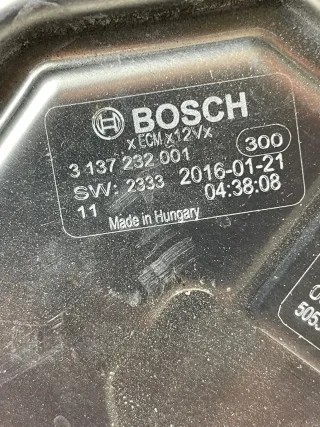 BOSCH
x ECM x 12V x
3 137 232 001 300
SW: 2333 2016-01-21
11 04:38:08
Made in Hungary